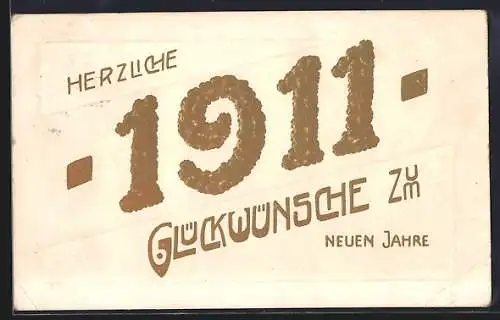 HERZLICHE
1911
GLÜCKWÜNSCHE ZUM
NEUEN JAHRE